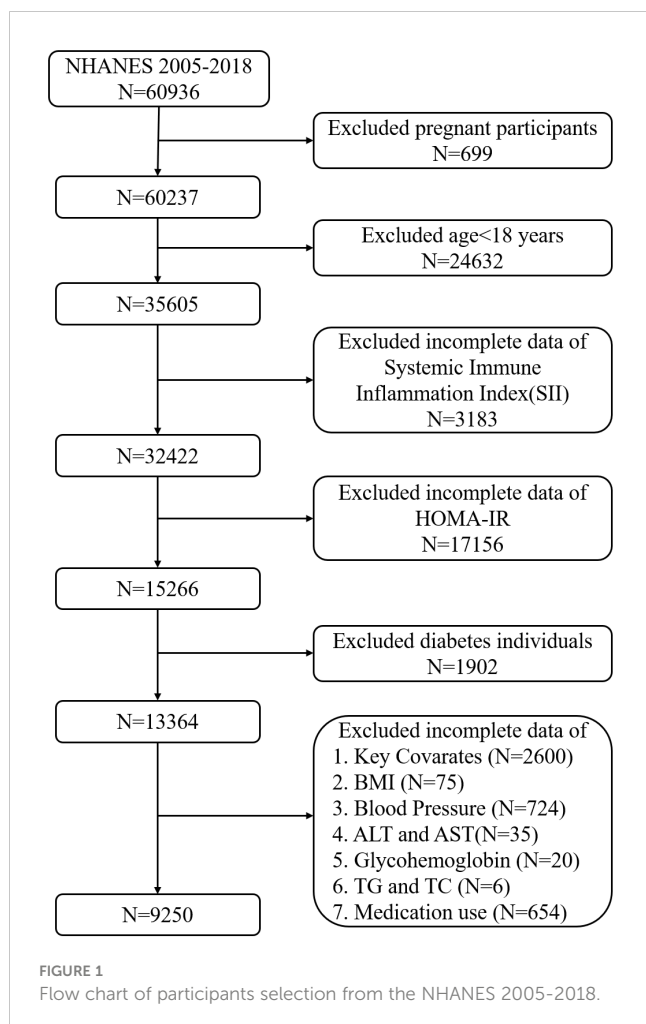 NHANES 2005-2018
N=60936
Excluded pregnant participants
N=699
N=60237
Excluded age<18 years
N=24632
N=35605
Excluded incomplete data of
Systemic Immune
Inflammation Index(SII)
N=3183
N=32422
Excluded incomplete data of
HOMA-IR
N=17156
N=15266
Excluded diabetes individuals
N=1902
N=13364
Excluded incomplete data of
1. Key Covarates (N=2600)
2. BMI (N=75)
3. Blood Pressure (N=724)
4. ALT and AST(N=35)
5. Glycohemoglobin (N=20)
6. TG and TC (N=6)
7. Medication use (N=654)
N=9250
FIGURE 1
Flow chart of participants selection from the NHANES 2005-2018.